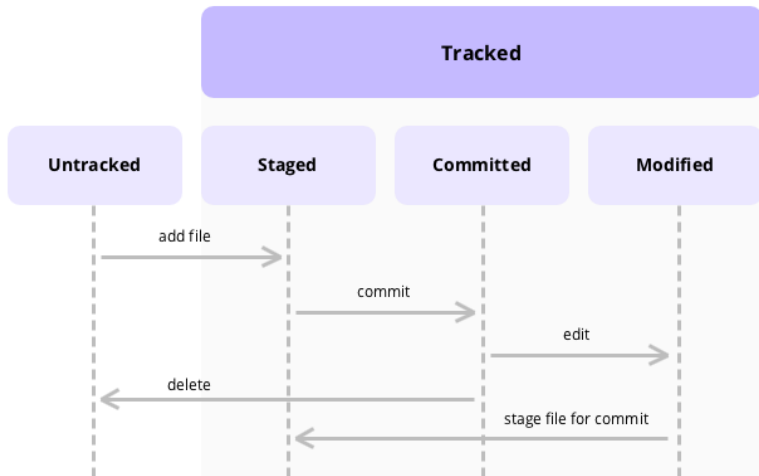 Tracked
Untracked
Staged
Committed
Modified
add file
commit
edit
delete
stage file for commit